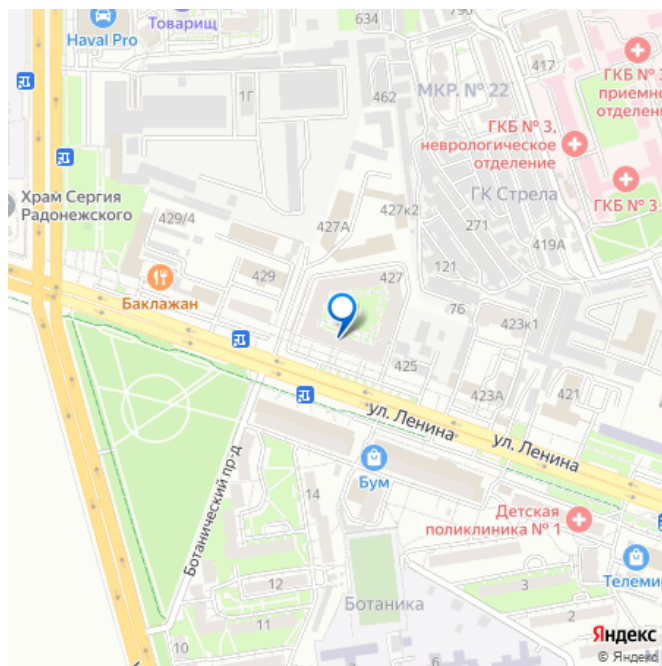 634
790
Товарищ
Haval Pro
417
ГКБ № 3
приемно
отделени
1Г
462
МКР. № 22
ГКБ № 3,
неврологическое
отделение
Храм Сергия
Радонежского
429/4
427к2
427А
ГК Стрела
271
ГКБ № 3
419А
429
427
121
Баклажан
76
423к1
425
423А
421
ул. Ленина
ул. Ленина
Ботанический пр-д
Бум
14
Детская
поликлиника № 1
12
Телемир
3
Ботаника
2
11
10
6
Яндекс
© Яндекс